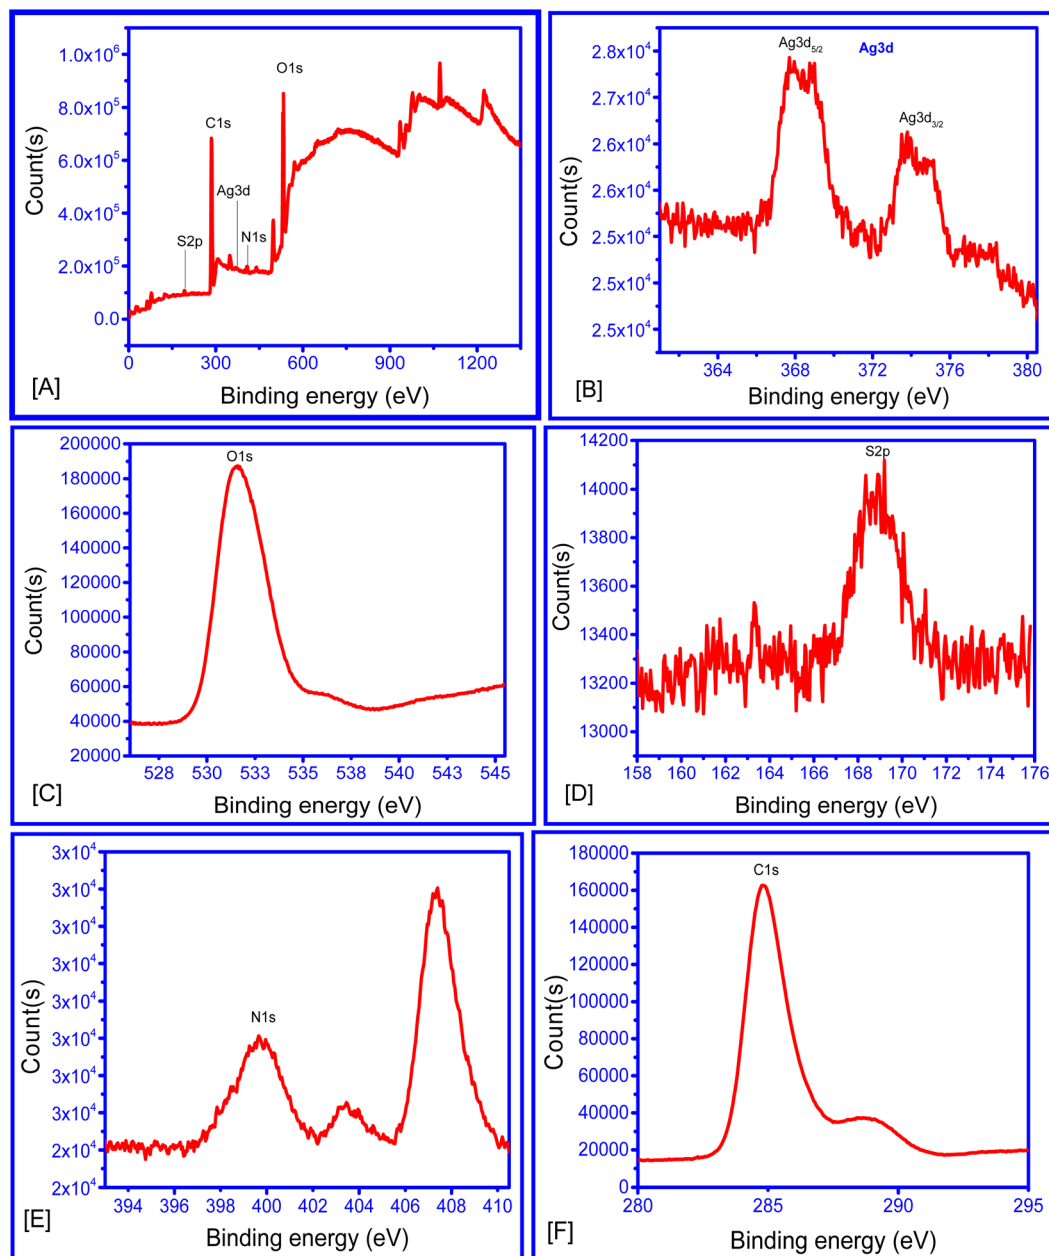 1.0x10⁶
8.0x10⁵
6.0x10⁵
4.0x10⁵
2.0x10⁵
0.0
Count(s)
O1s
C1s
Ag3d
S2p
N1s
0 300 600 900 1200
Binding energy (eV)
[A]
2.8x10⁴
2.7x10⁴
2.6x10⁴
2.6x10⁴
2.5x10⁴
2.5x10⁴
2.5x10⁴
Count(s)
Ag3d₅/₂
Ag3d
Ag3d₃/₂
364 368 372 376 380
Binding energy (eV)
[B]
200000
180000
160000
140000
120000
100000
80000
60000
40000
20000
Count(s)
O1s
528 530 533 535 538 540 543 545
Binding energy (eV)
[C]
14200
14000
13800
13600
13400
13200
13000
Count(s)
S2p
158 160 162 164 166 168 170 172 174 176
Binding energy (eV)
[D]
3x10⁴
3x10⁴
3x10⁴
3x10⁴
3x10⁴
3x10⁴
3x10⁴
3x10⁴
2x10⁴
2x10⁴
Count(s)
N1s
394 396 398 400 402 404 406 408 410
Binding energy (eV)
[E]
180000
160000
140000
120000
100000
80000
60000
40000
20000
0
Count(s)
C1s
280 285 290 295
Binding energy (eV)
[F]